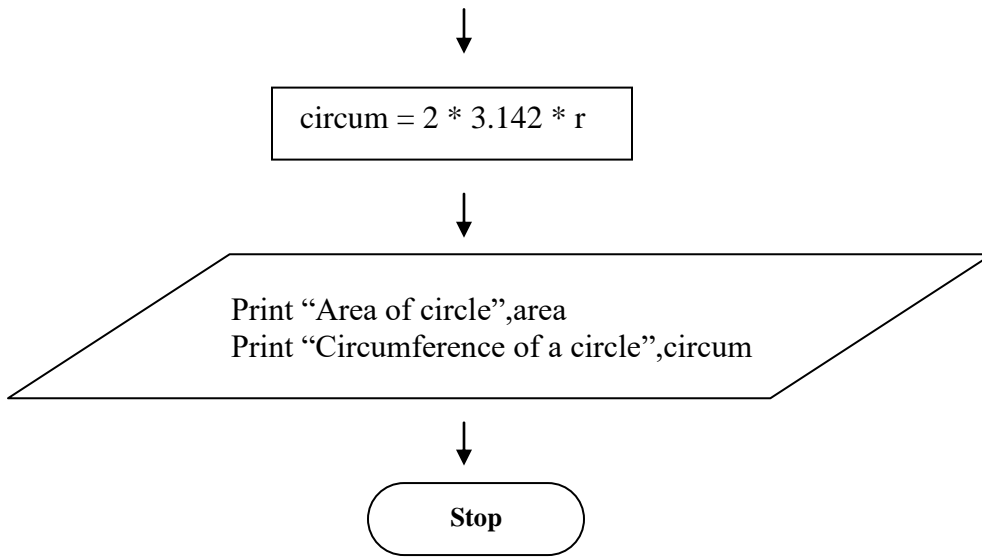 circum = 2 * 3.142 * r
Print “Area of circle”,area
Print “Circumference of a circle”,circum
Stop